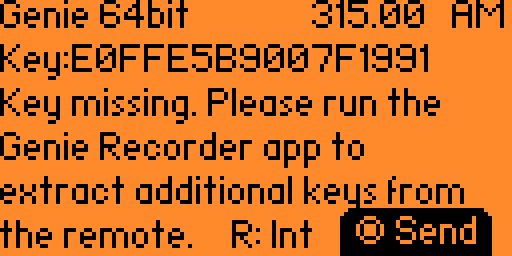 Genie 64bit 315.00 AM
Key:E0FFE5B9007F1991
Key missing. Please run the
Genie Recorder app to
extract additional keys from
the remote. R: Int Send